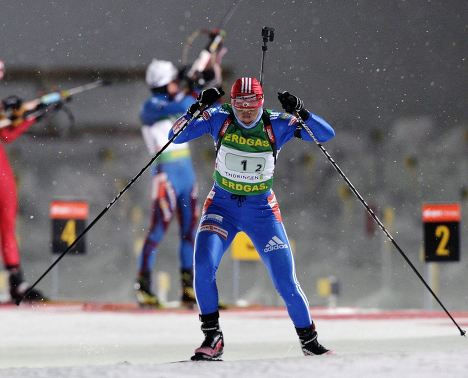 ERDGAS
1 2
THÜRINGEN
ERDGAS
adidas
4
2